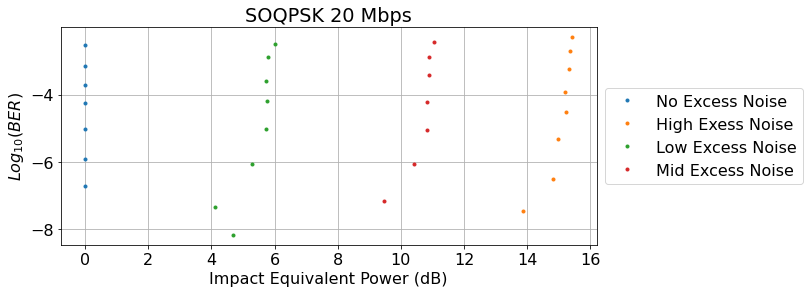 SOQPSK 20 Mbps
Log10(BER)
−4
−6
−8
0 2 4 6 8 10 12 14 16
Impact Equivalent Power (dB)
No Excess Noise
High Exess Noise
Low Excess Noise
Mid Excess Noise